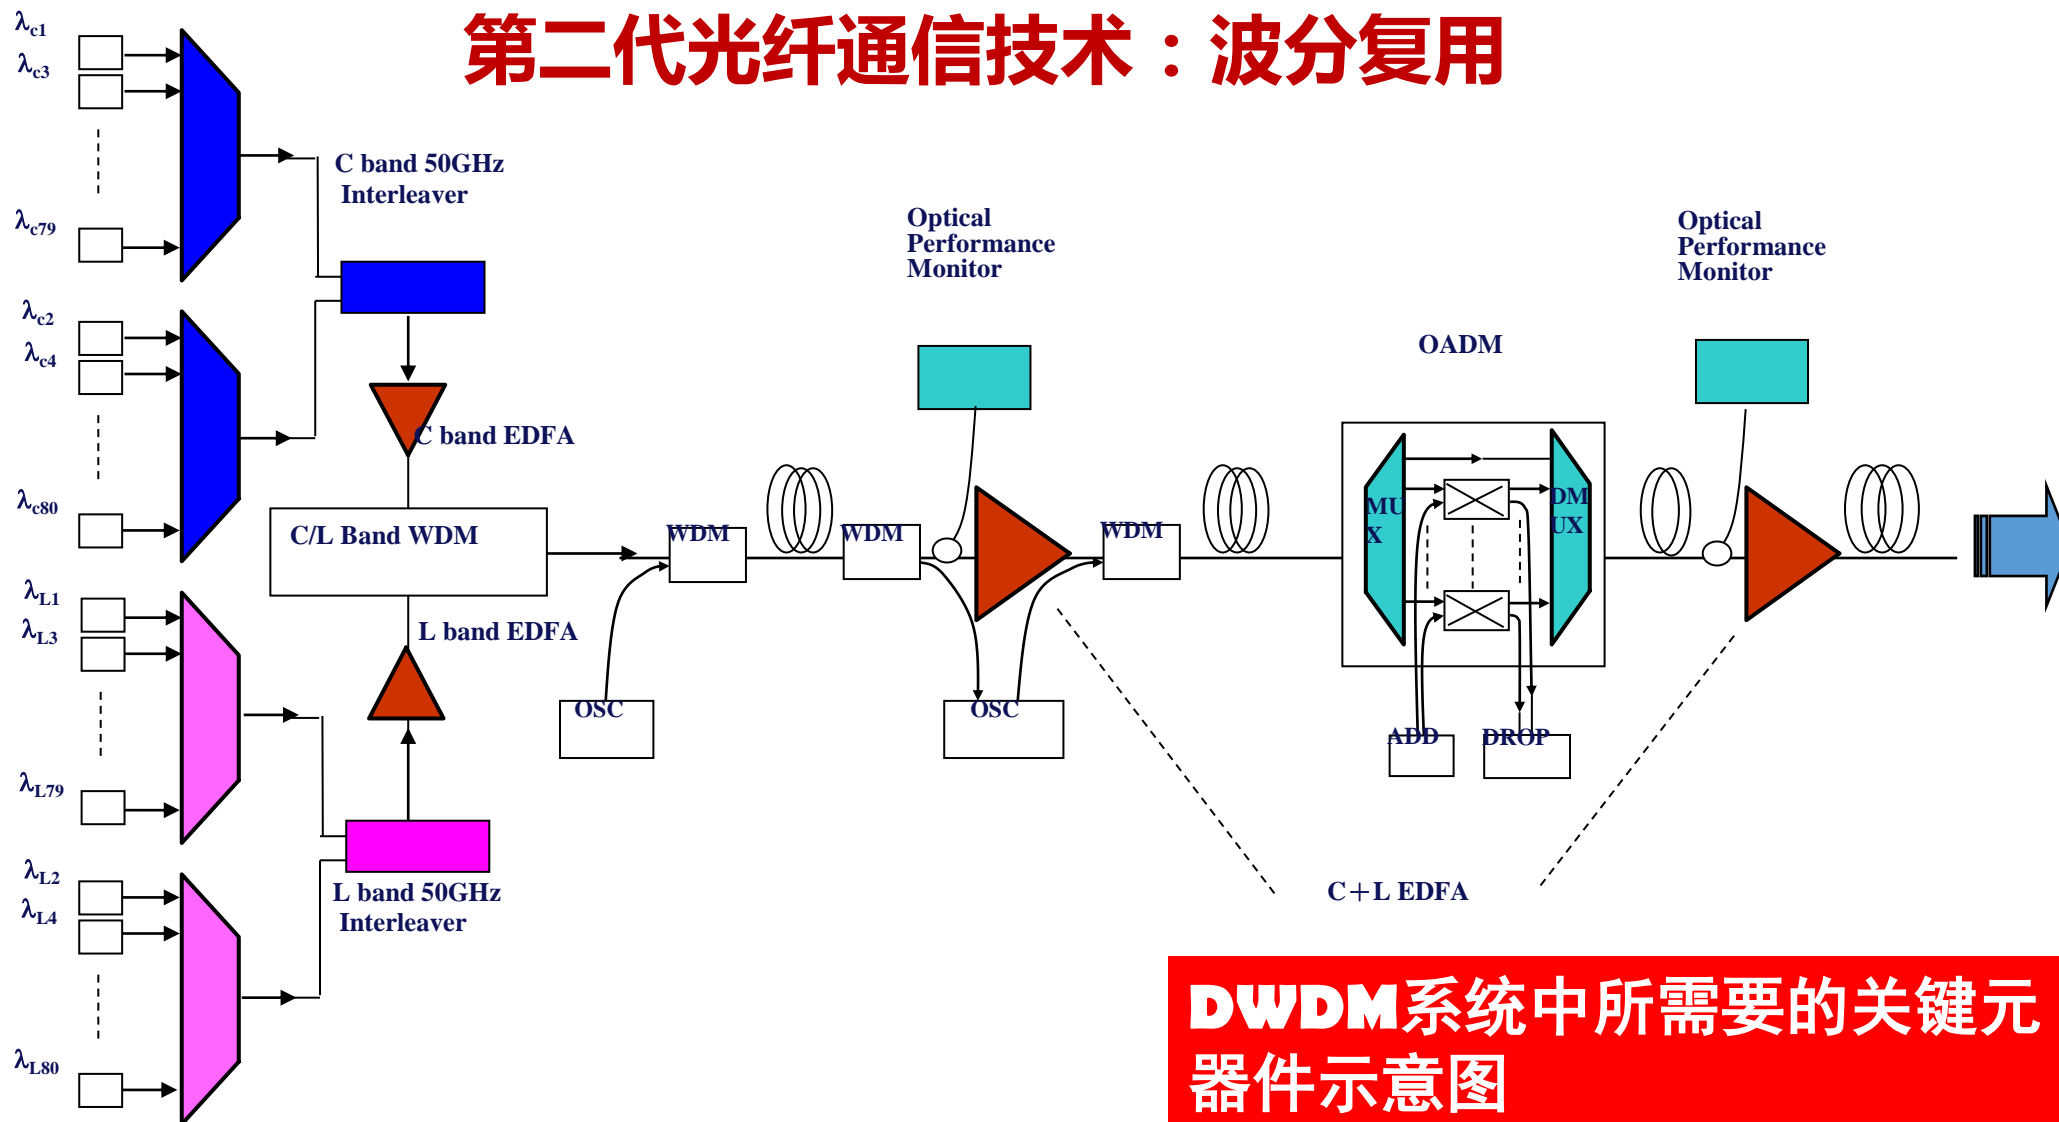 第二代光纤通信技术：波分复用
λc1
λc3
λc79
λc2
λc4
λc80
λL1
λL3
λL79
λL2
λL4
λL80
C band 50GHz
Interleaver
C band EDFA
C/L Band WDM
L band EDFA
L band 50GHz
Interleaver
OSC
WDM
WDM
Optical
Performance
Monitor
OSC
WDM
OADM
MU
X
DM
UX
ADD
DROP
Optical
Performance
Monitor
C+L EDFA
DWDM系统中所需要的关键元
器件示意图